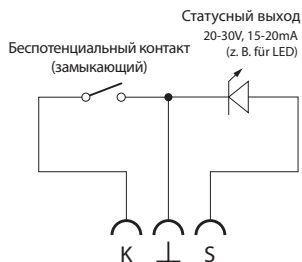 Статусный выход
20-30V, 15-20mA
(z. B. für LED)
Беспотенциальный контакт
(замыкающий)
K ⊥ S